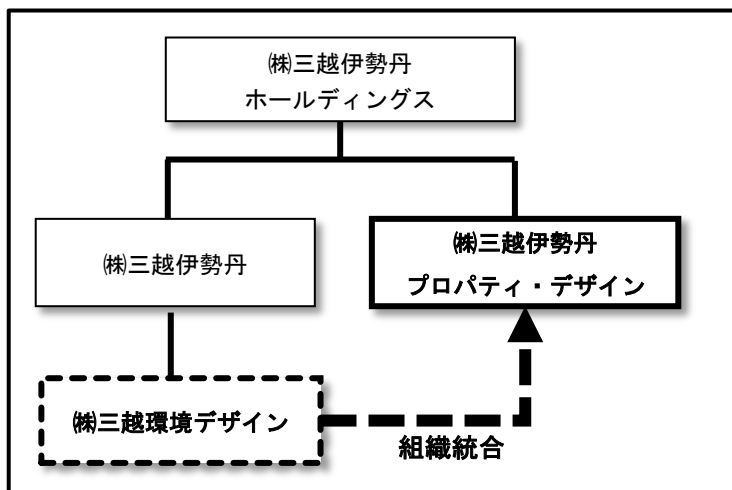 ㈱三越伊勢丹
ホールディングス
㈱三越伊勢丹
㈱三越伊勢丹
プロパティ・デザイン
㈱三越環境デザイン
組織統合